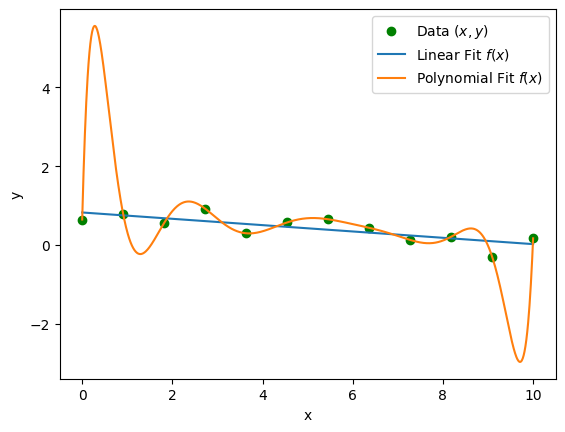 Data (x, y)
Linear Fit f(x)
Polynomial Fit f(x)
4
2
0
−2
y
0
2
4
6
8
10
x